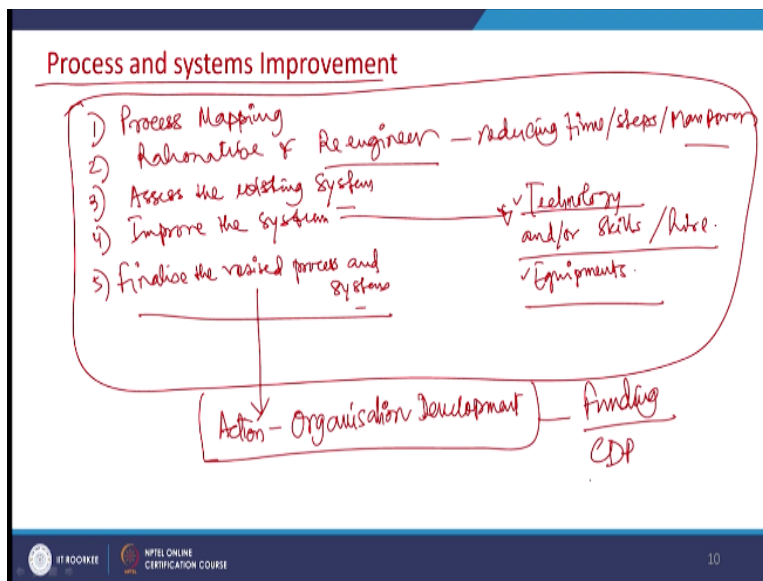 Process and systems Improvement
1) Process Mapping
2) Rationalise & Re engineer – reducing time/steps/Manpower
3) Assess the existing system
4) Improve the system → Technology
and/or skills / hire.
5) Finalise the revised process and systems
✓ Equipments.
Action – Organisation Development – Funding
CDP
IIT ROORKEE
NPTEL ONLINE
CERTIFICATION COURSE
10